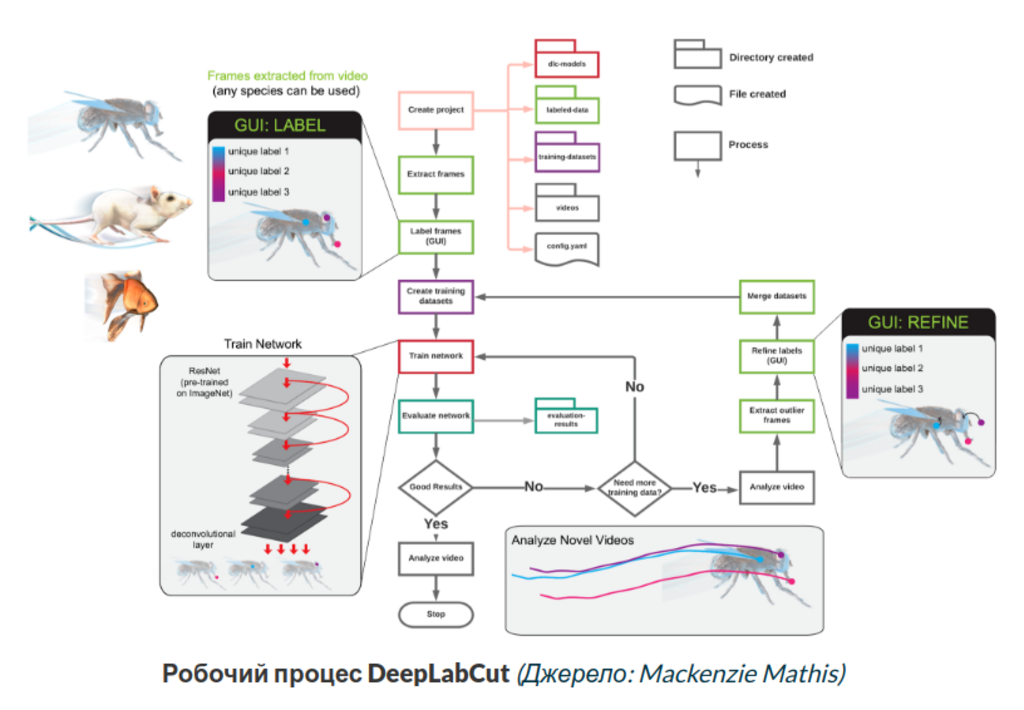 Frames extracted from video
(any species can be used)
GUI: LABEL
unique label 1
unique label 2
unique label 3
Create project
Extract frames
Label frames
(GUI)
Create training
datasets
Train network
Evaluate network
Good Results
Yes
Analyze video
Stop
dlc-models
labeled-data
training-datasets
videos
config.yaml
Directory created
File created
Process
evaluation-
results
No
Need more
training data?
No
Yes
Analyze video
Extract outlier
frames
Refine labels
(GUI)
Merge datasets
GUI: REFINE
unique label 1
unique label 2
unique label 3
Train Network
ResNet
(pre-trained
on ImageNet)
deconvolutional
layer
Analyze Novel Videos
Робочий процес DeepLabCut (Джерело: Mackenzie Mathis)